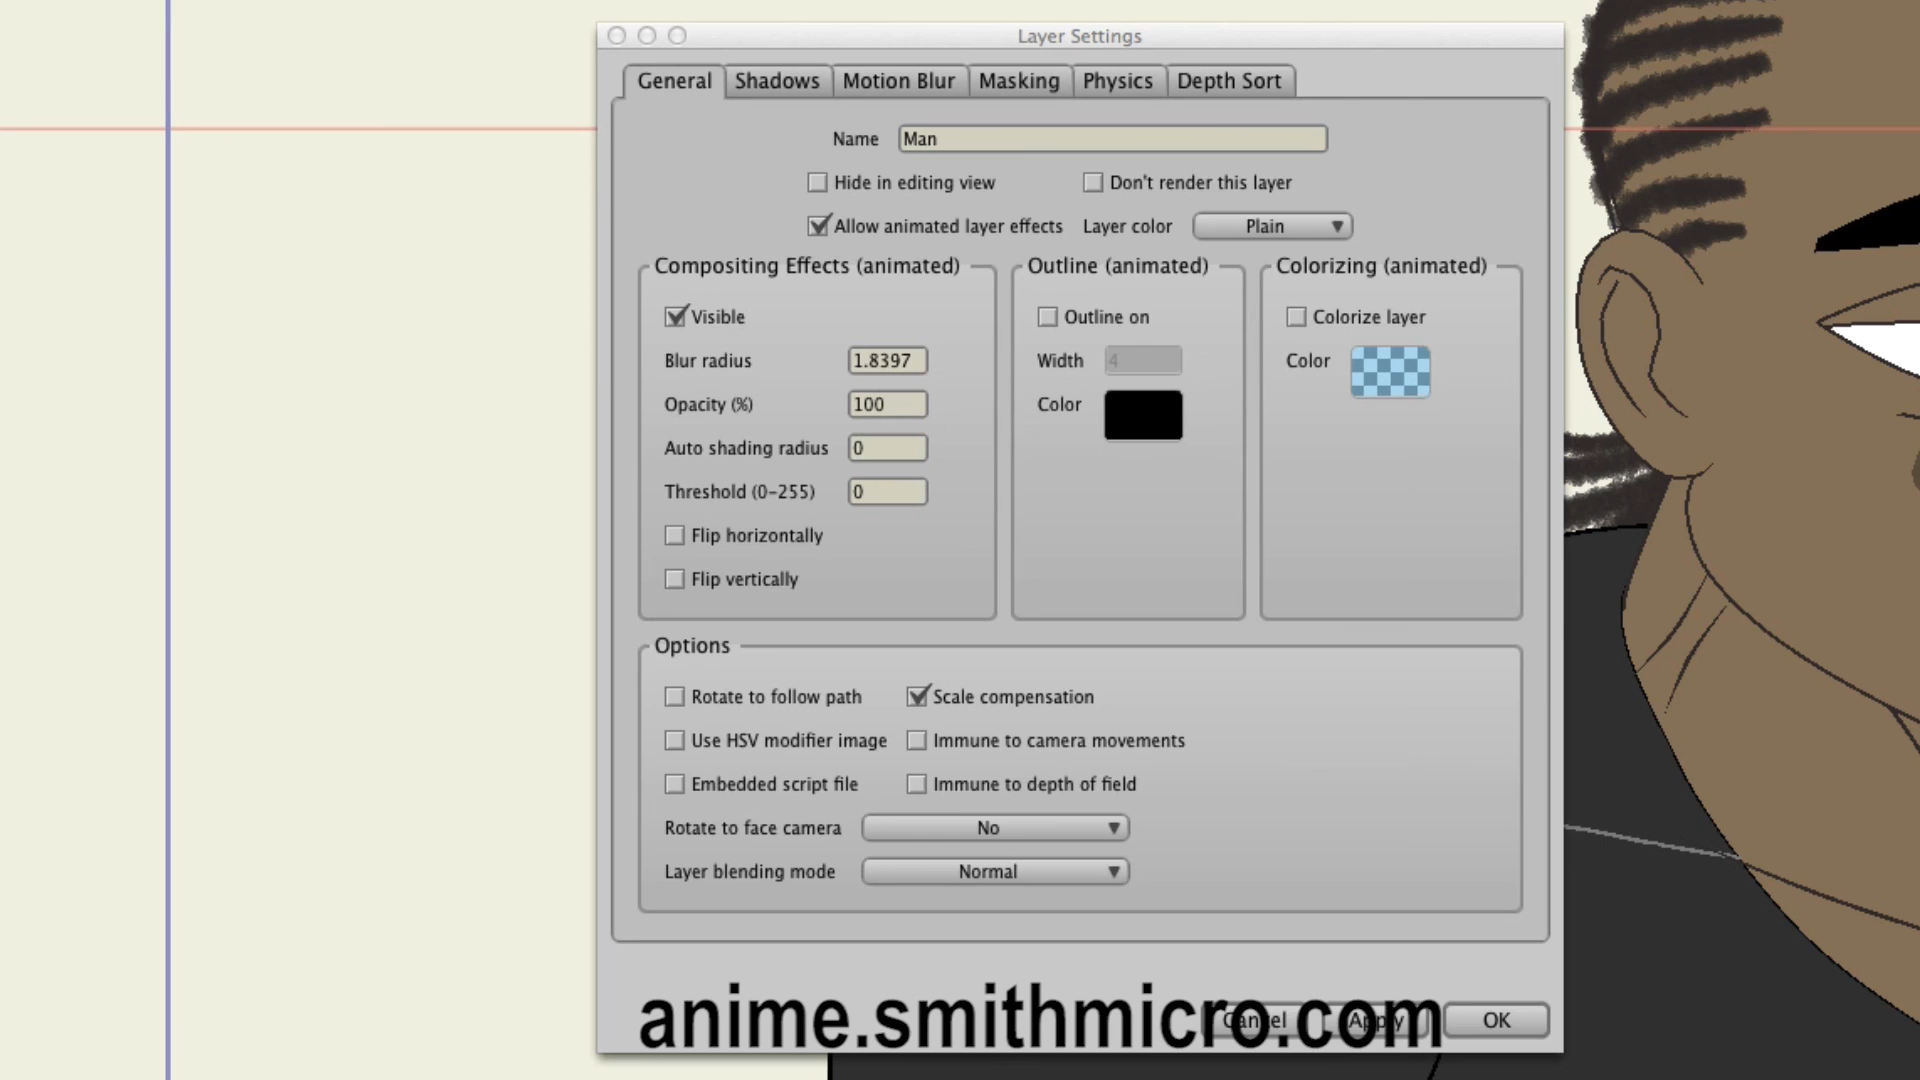 Layer Settings
General Shadows Motion Blur Masking Physics Depth Sort
Name Man
Hide in editing view Don't render this layer
Allow animated layer effects Layer color Plain
Compositing Effects (animated) Outline (animated) Colorizing (animated)
Visible Outline on Colorize layer
Blur radius 1.8397 Width 4 Color
Opacity (%) 100 Color
Auto shading radius 0
Threshold (0-255) 0
Flip horizontally
Flip vertically
Options
Rotate to follow path Scale compensation
Use HSV modifier image Immune to camera movements
Embedded script file Immune to depth of field
Rotate to face camera No
Layer blending mode Normal
anime.smithmicro.com
Cancel Apply OK